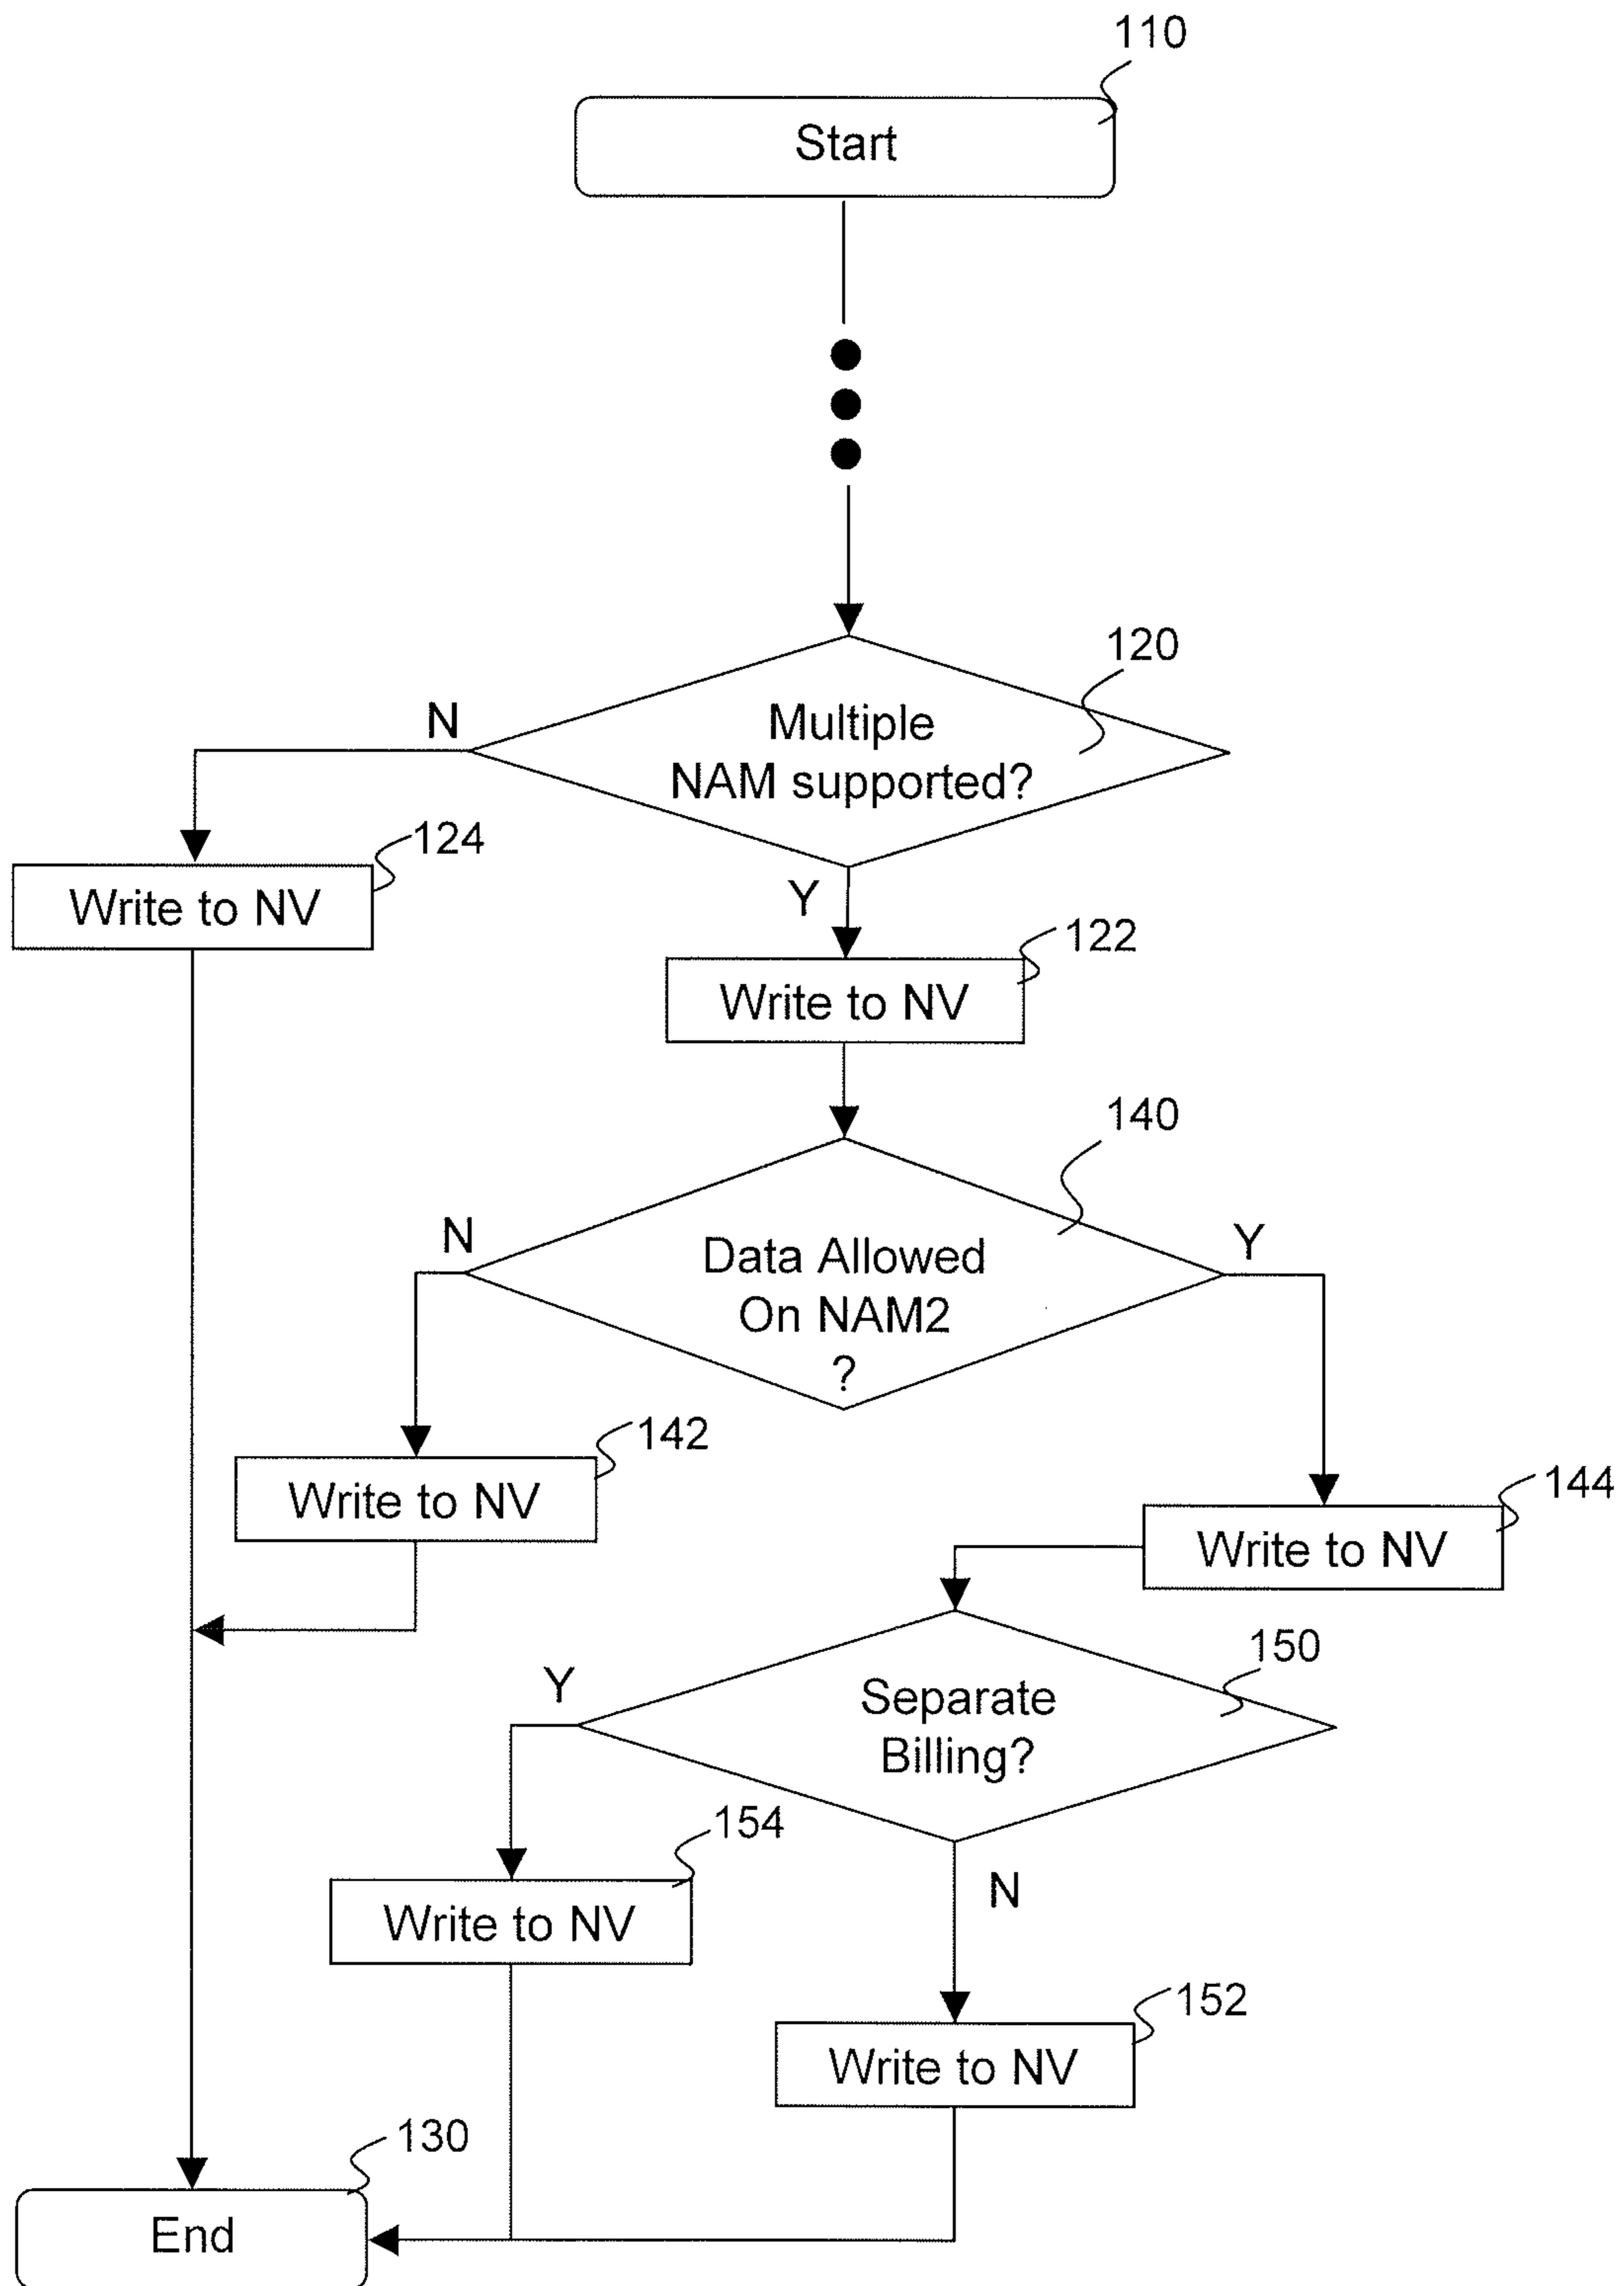 110
Start
120
N
Multiple
NAM supported?
124
Write to NV
Y
122
Write to NV
140
N
Y
Data Allowed
On NAM2
?
142
Write to NV
144
Write to NV
150
Y
Separate
Billing?
154
N
Write to NV
152
Write to NV
130
End